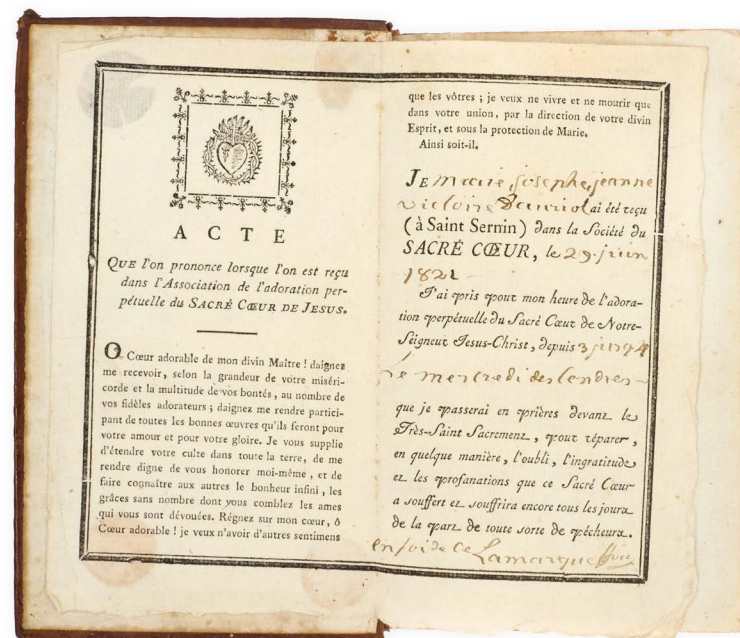 ACTE
QUE l'on prononce lorsque l'on est reçu
dans l'Association de l'adoration per-
pétuelle du SACRÉ CŒUR DE JESUS.
O Cœur adorable de mon divin Maître ! daignez
me recevoir, selon la grandeur de votre miséri-
corde et la multitude de vos bontés, au nombre de
vos fidèles adorateurs ; daignez me rendre partici-
pant de toutes les bonnes œuvres qu'ils feront pour
votre amour et pour votre gloire. Je vous supplie
d'étendre votre culte dans toute la terre, de me
rendre digne de vous honorer moi-même, et de
faire connaître aux autres le bonheur infini, les
grâces sans nombre dont vous comblez les ames
qui vous sont dévouées. Régnez sur mon cœur, ô
Cœur adorable ! je veux n'avoir d'autres sentimens
que les vôtres ; je veux ne vivre et ne mourir que
dans votre union, par la direction de votre divin
Esprit, et sous la protection de Marie.
Ainsi soit-il.
JE marie josephe jeanne
victoire Dauriol ai été reçu
(à Saint Sernin) dans la Société du
SACRÉ CŒUR, le 29 juin
1821
J'ai pris pour mon heure de l'adora-
tion perpétuelle du Sacré Cœur de Notre-
Seigneur Jesus-Christ, depuis 3 jusq 4
le mercredi des Cendres
que je passerai en prières devant le
Très-Saint Sacrement, pour réparer,
en quelque manière, l'oubli, l'ingratitude
et les profanations que ce Sacré Cœur
a souffert et souffrira encore tous les jours
de la part de toute sorte de pécheurs.
en foi de ce Lamarque